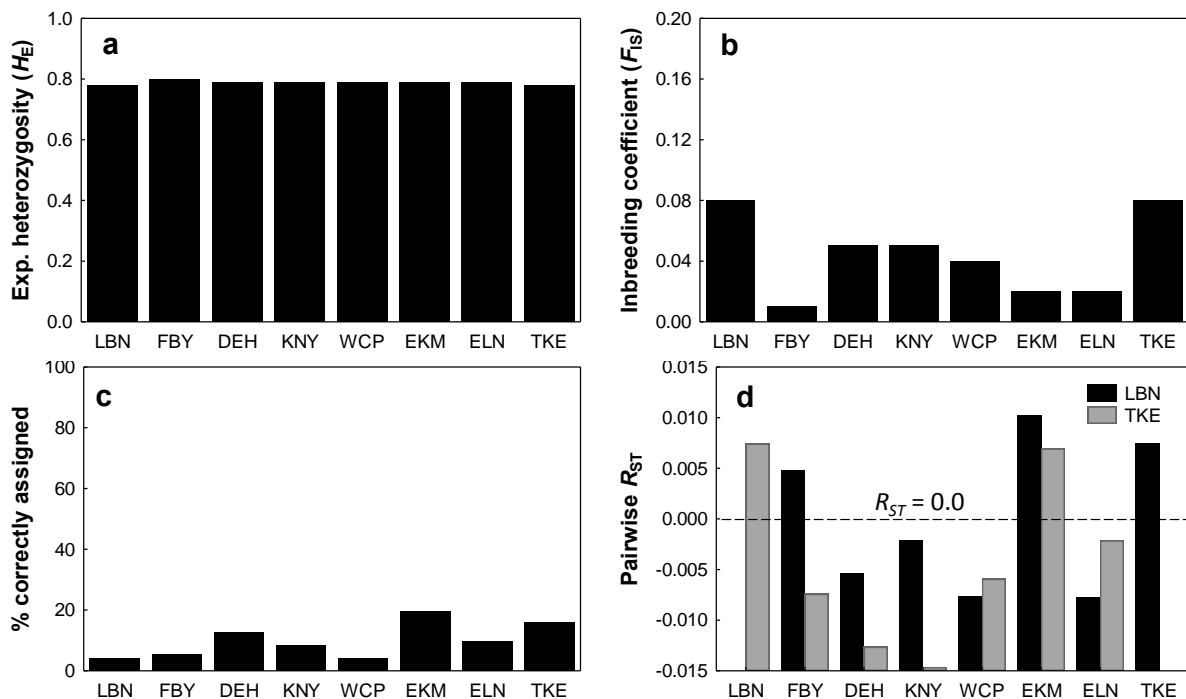 a
Exp. heterozygosity (HE)
1.0
0.8
0.6
0.4
0.2
0.0
LBN FBY DEH KNY WCP EKM ELN TKE
b
Inbreeding coefficient (FIS)
0.20
0.16
0.12
0.08
0.04
0.00
LBN FBY DEH KNY WCP EKM ELN TKE
c
% correctly assigned
100
80
60
40
20
0
LBN FBY DEH KNY WCP EKM ELN TKE
d
LBN
TKE
Pairwise RST
0.015
0.010
0.005
0.000
-0.005
-0.010
-0.015
RST = 0.0
LBN FBY DEH KNY WCP EKM ELN TKE